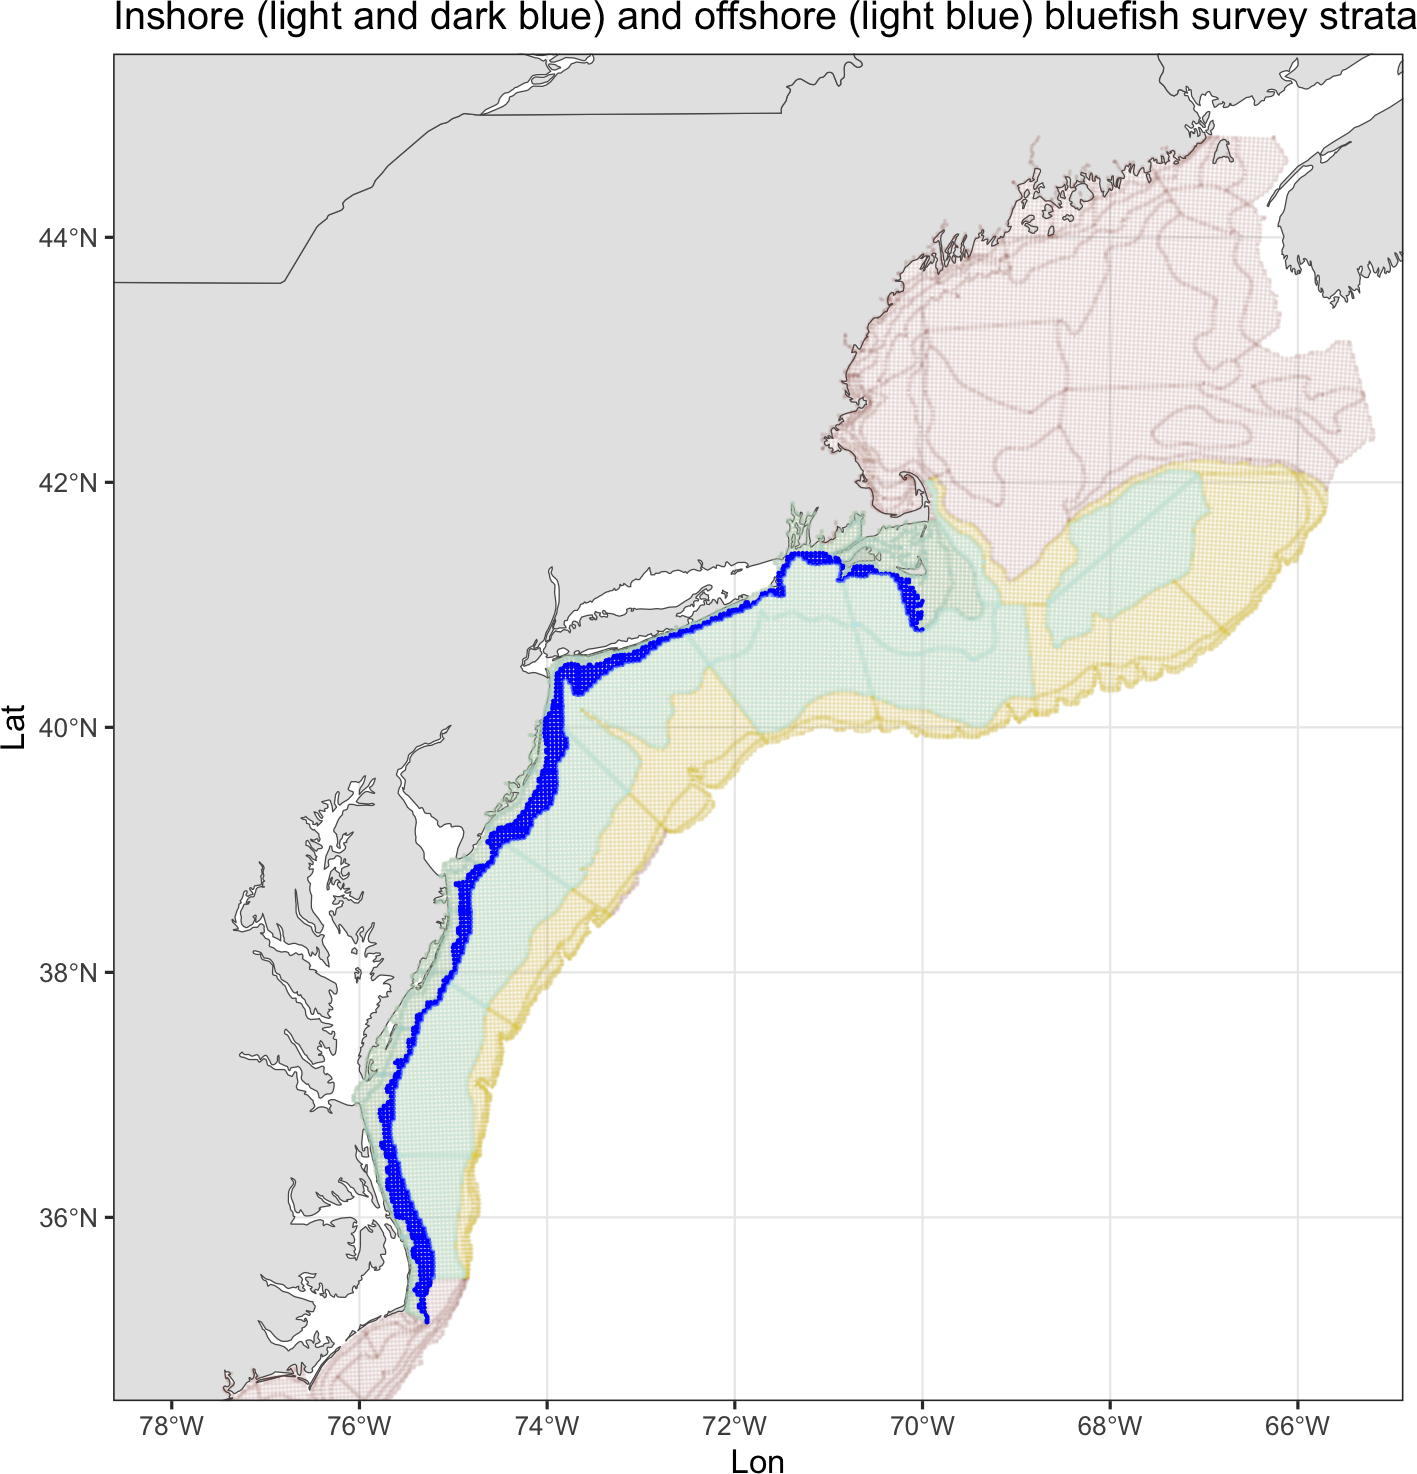 Inshore (light and dark blue) and offshore (light blue) bluefish survey strata
44°N
42°N
40°N
38°N
36°N
Lat
78°W 76°W 74°W 72°W 70°W 68°W 66°W
Lon